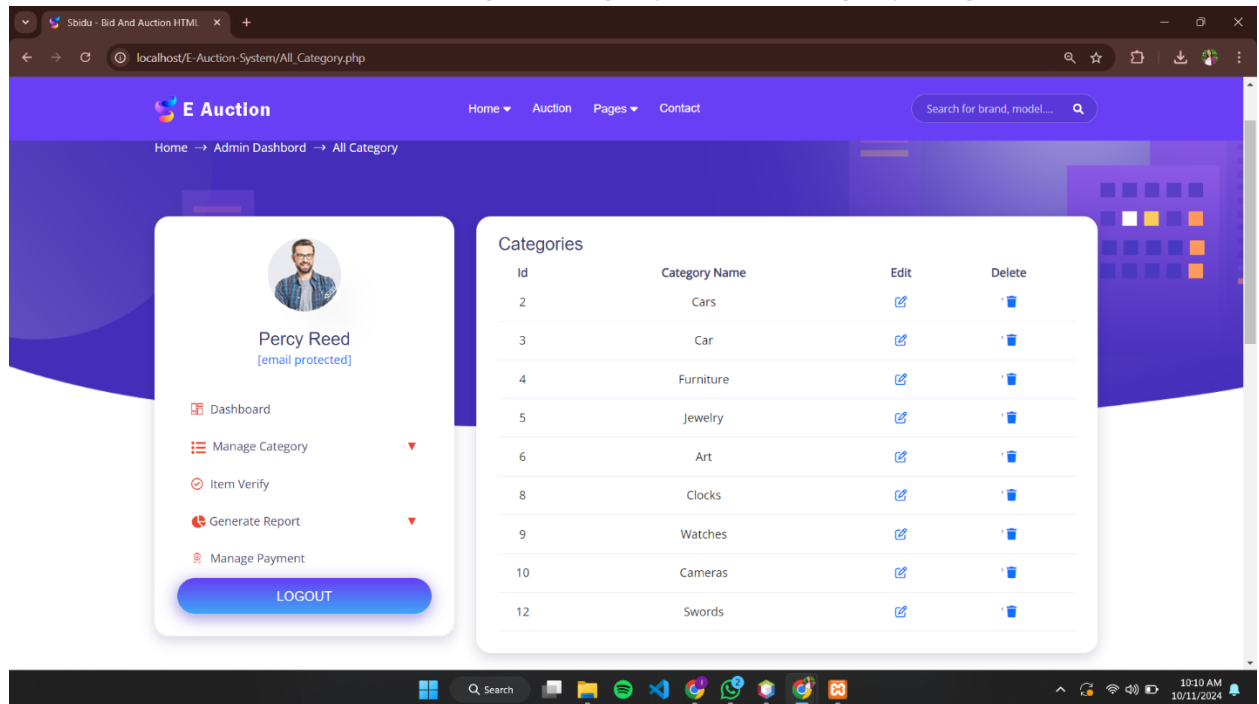 Sbidu - Bid And Auction HTML
localhost/E-Auction-System/All_Category.php
E Auction
Home
Auction
Pages
Contact
Search for brand, model....
Home → Admin Dashbord → All Category
Percy Reed
[email protected]
Dashboard
Manage Category
Item Verify
Generate Report
Manage Payment
LOGOUT
Categories
Id Category Name Edit Delete
2 Cars
3 Car
4 Furniture
5 Jewelry
6 Art
8 Clocks
9 Watches
10 Cameras
12 Swords
Search
10:10 AM
10/11/2024